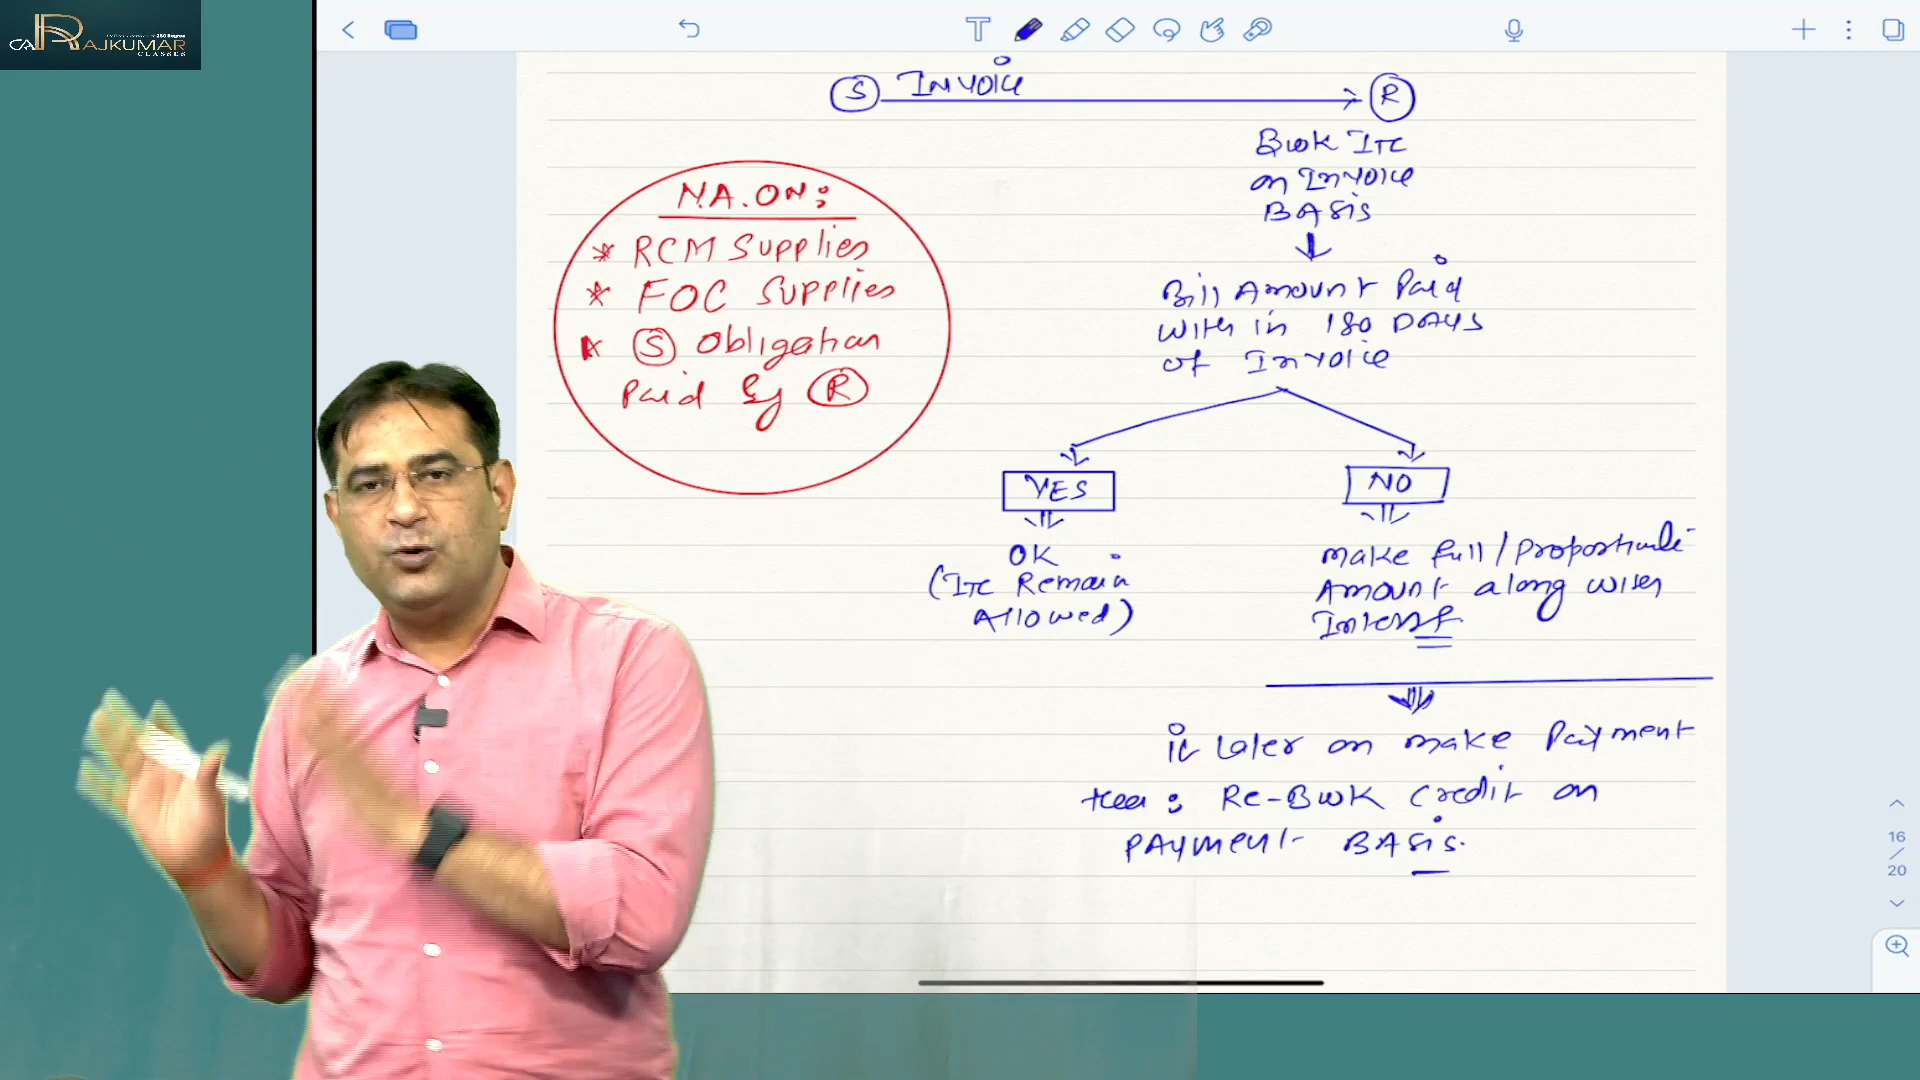 CA RAJKUMAR
CLASSES
S INVOICE R
Book ITC
on INVOICE
BASIS
Bill Amount Paid
within 180 DAYS
of Invoice
N.A. ON:
* RCM Supplies
* FOC Supplies
* S Obligation
Paid By R
YES
OK
(ITC Remain
Allowed)
NO
Make full/Proportionate
Amount along with
Interest
if Later on make Payment
then: Re-Book Credit on
PAYMENT BASIS.
16
/
20